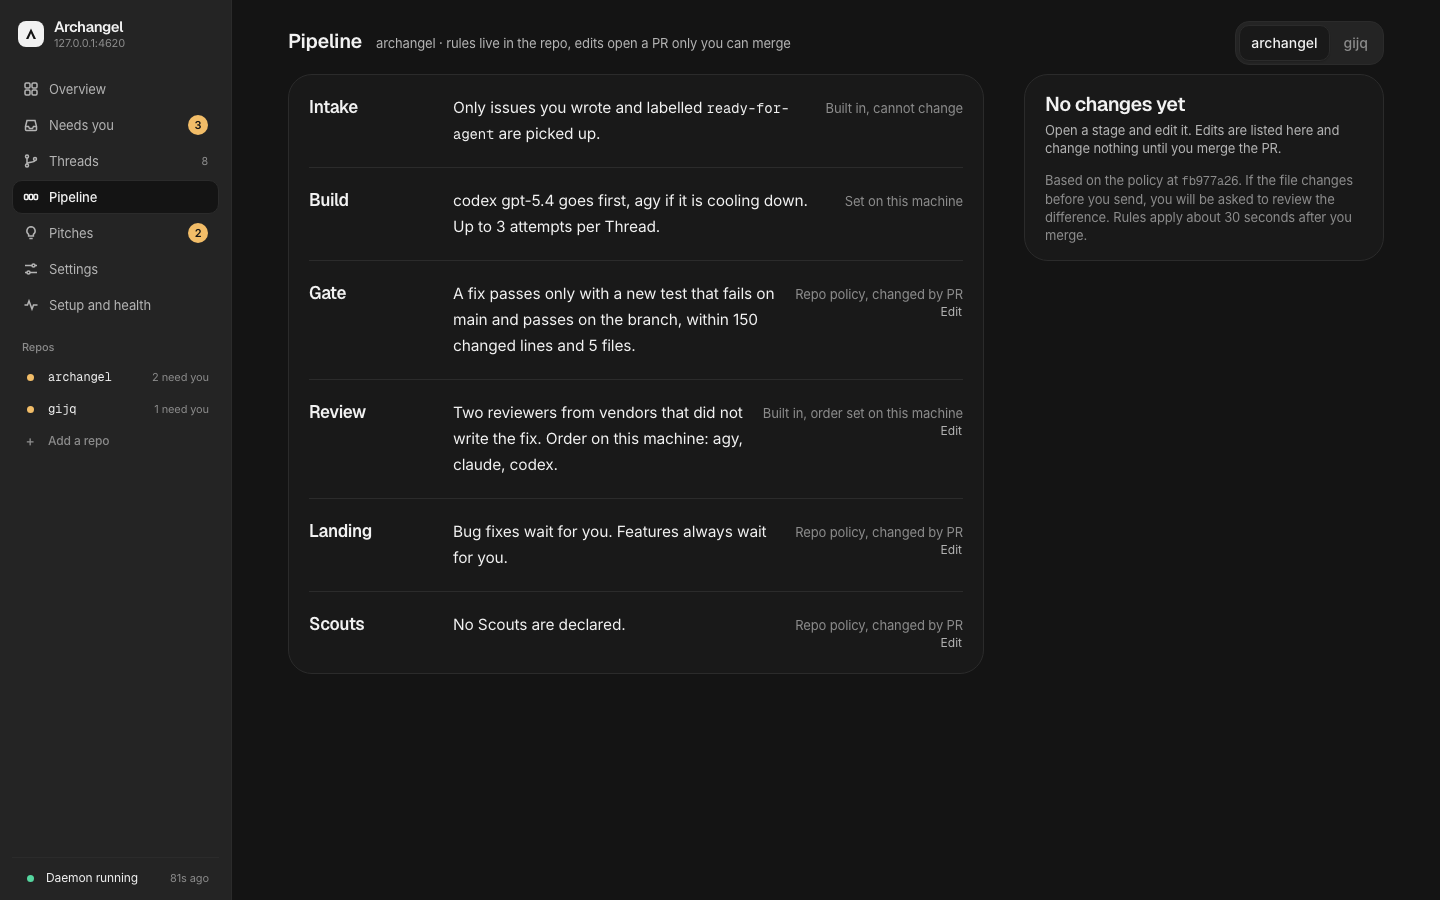 Archangel
127.0.0.1:4620
Overview
Needs you 3
Threads 8
Pipeline
Pitches 2
Settings
Setup and health
Repos
archangel 2 need you
gijq 1 need you
+ Add a repo
Daemon running 81s ago
Pipeline archangel · rules live in the repo, edits open a PR only you can merge
archangel gijq
Intake
Only issues you wrote and labelled ready-for-
agent are picked up.
Built in, cannot change
Build
codex gpt-5.4 goes first, agy if it is cooling down.
Up to 3 attempts per Thread.
Set on this machine
Gate
A fix passes only with a new test that fails on
main and passes on the branch, within 150
changed lines and 5 files.
Repo policy, changed by PR
Edit
Review
Two reviewers from vendors that did not
write the fix. Order on this machine: agy,
claude, codex.
Built in, order set on this machine
Edit
Landing
Bug fixes wait for you. Features always wait
for you.
Repo policy, changed by PR
Edit
Scouts
No Scouts are declared.
Repo policy, changed by PR
Edit
No changes yet
Open a stage and edit it. Edits are listed here and
change nothing until you merge the PR.
Based on the policy at fb977a26. If the file changes
before you send, you will be asked to review the
difference. Rules apply about 30 seconds after you
merge.